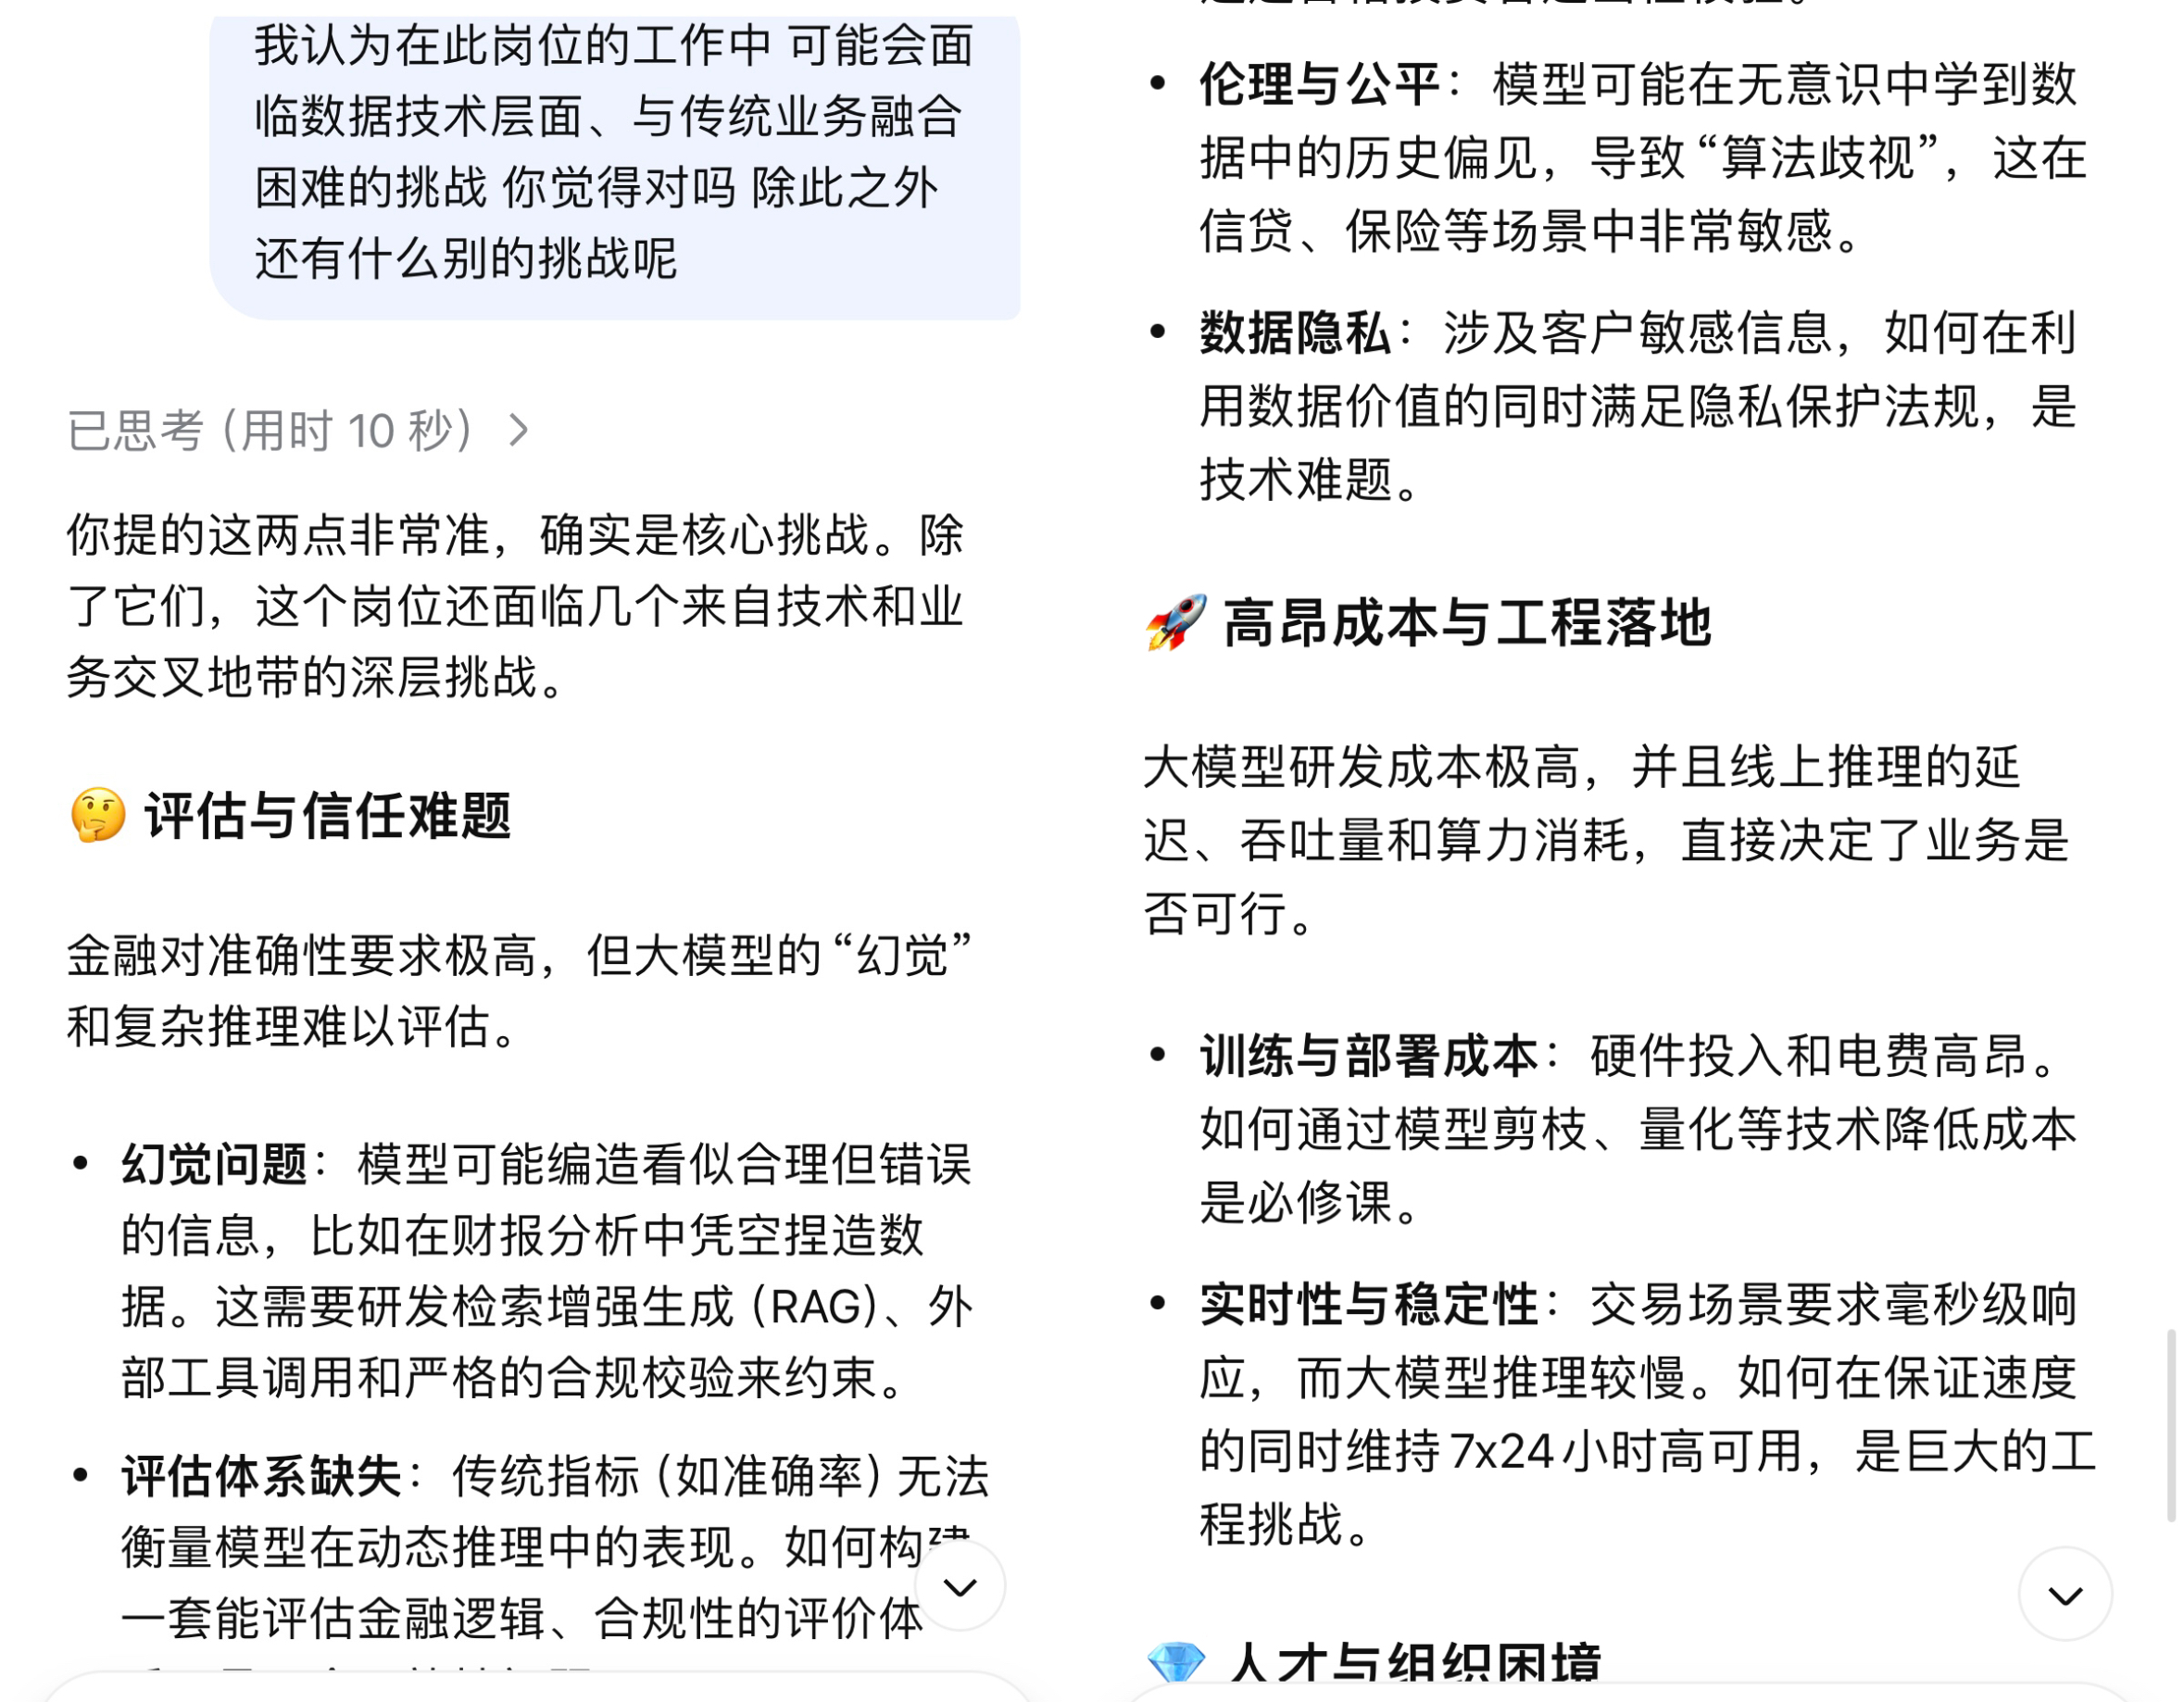 我认为在此岗位的工作中 可能会面
临数据技术层面、与传统业务融合
困难的挑战 你觉得对吗 除此之外
还有什么别的挑战呢
已思考（用时 10 秒）
你提的这两点非常准，确实是核心挑战。除
了它们，这个岗位还面临几个来自技术和业
务交叉地带的深层挑战。
🤔 评估与信任难题
金融对准确性要求极高，但大模型的“幻觉”
和复杂推理难以评估。
• 幻觉问题：模型可能编造看似合理但错误
的信息，比如在财报分析中凭空捏造数
据。这需要研发检索增强生成（RAG）、外
部工具调用和严格的合规校验来约束。
• 评估体系缺失：传统指标（如准确率）无法
衡量模型在动态推理中的表现。如何构建
一套能评估金融逻辑、合规性的评价体
• 伦理与公平：模型可能在无意识中学到数
据中的历史偏见，导致“算法歧视”，这在
信贷、保险等场景中非常敏感。
• 数据隐私：涉及客户敏感信息，如何在利
用数据价值的同时满足隐私保护法规，是
技术难题。
🚀 高昂成本与工程落地
大模型研发成本极高，并且线上推理的延
迟、吞吐量和算力消耗，直接决定了业务是
否可行。
• 训练与部署成本：硬件投入和电费高昂。
如何通过模型剪枝、量化等技术降低成本
是必修课。
• 实时性与稳定性：交易场景要求毫秒级响
应，而大模型推理较慢。如何在保证速度
的同时维持7x24小时高可用，是巨大的工
程挑战。
💎 人才与组织困境